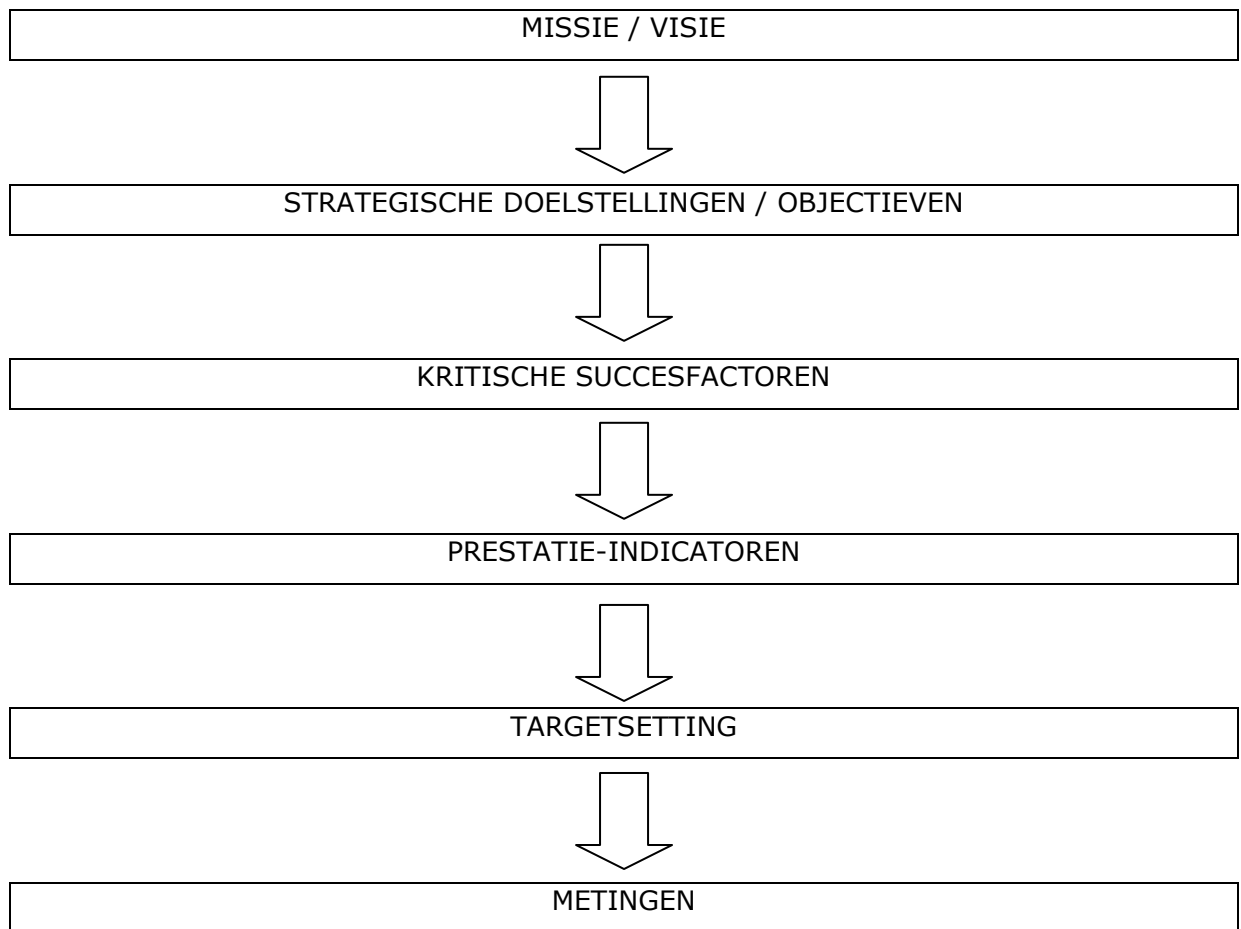 MISSIE / VISIE
STRATEGISCHE DOELSTELLINGEN / OBJECTIEVEN
KRITISCHE SUCCESFACTOREN
PRESTATIE-INDICATOREN
TARGETSETTING
METINGEN